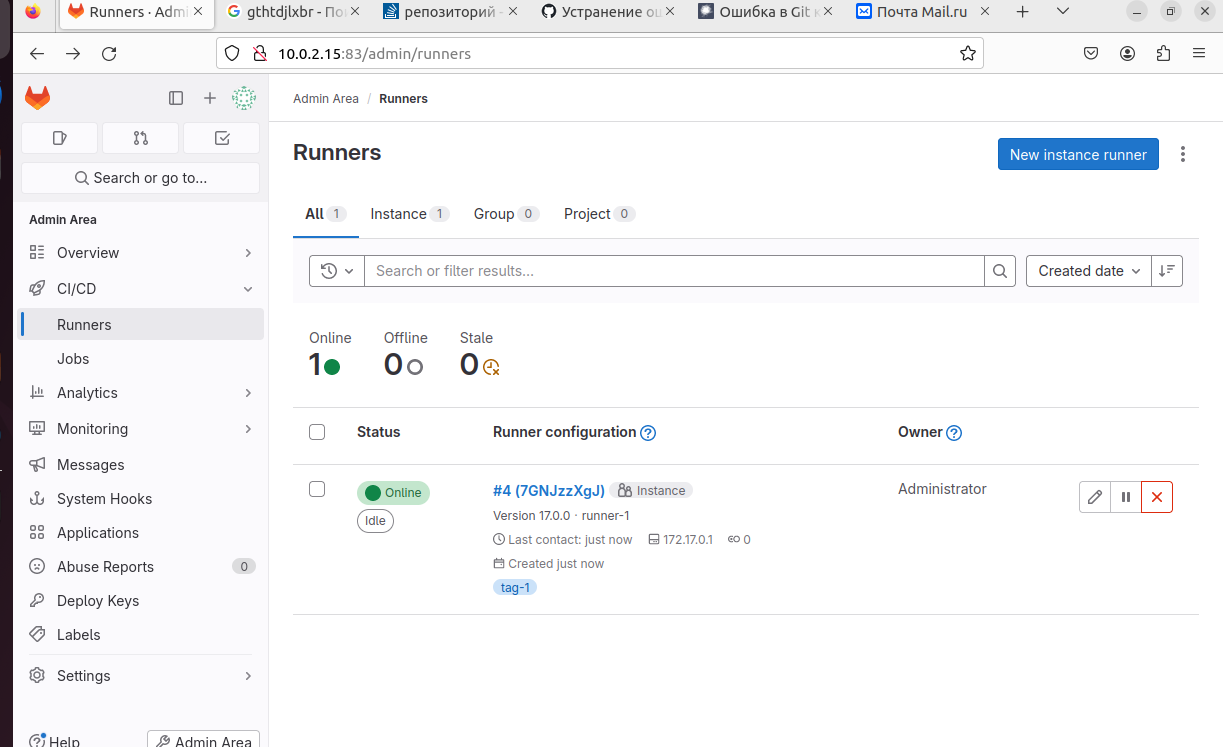 Runners · Admi
gthtdjlxbr - По
репозиторий -
Устранение ош
Ошибка в Git к
Почта Mail.ru
10.0.2.15:83/admin/runners
Admin Area / Runners
Search or go to...
Admin Area
Overview
CI/CD
Runners
Jobs
Analytics
Monitoring
Messages
System Hooks
Applications
Abuse Reports 0
Deploy Keys
Labels
Settings
Help
Admin Area
Runners
New instance runner
All 1 Instance 1 Group 0 Project 0
Search or filter results...
Created date
Online Offline Stale
1 0 0
Status Runner configuration ? Owner ?
Online #4 (7GNJzzXgJ) Instance Administrator
Idle
Version 17.0.0 · runner-1
Last contact: just now 172.17.0.1 0
Created just now
tag-1